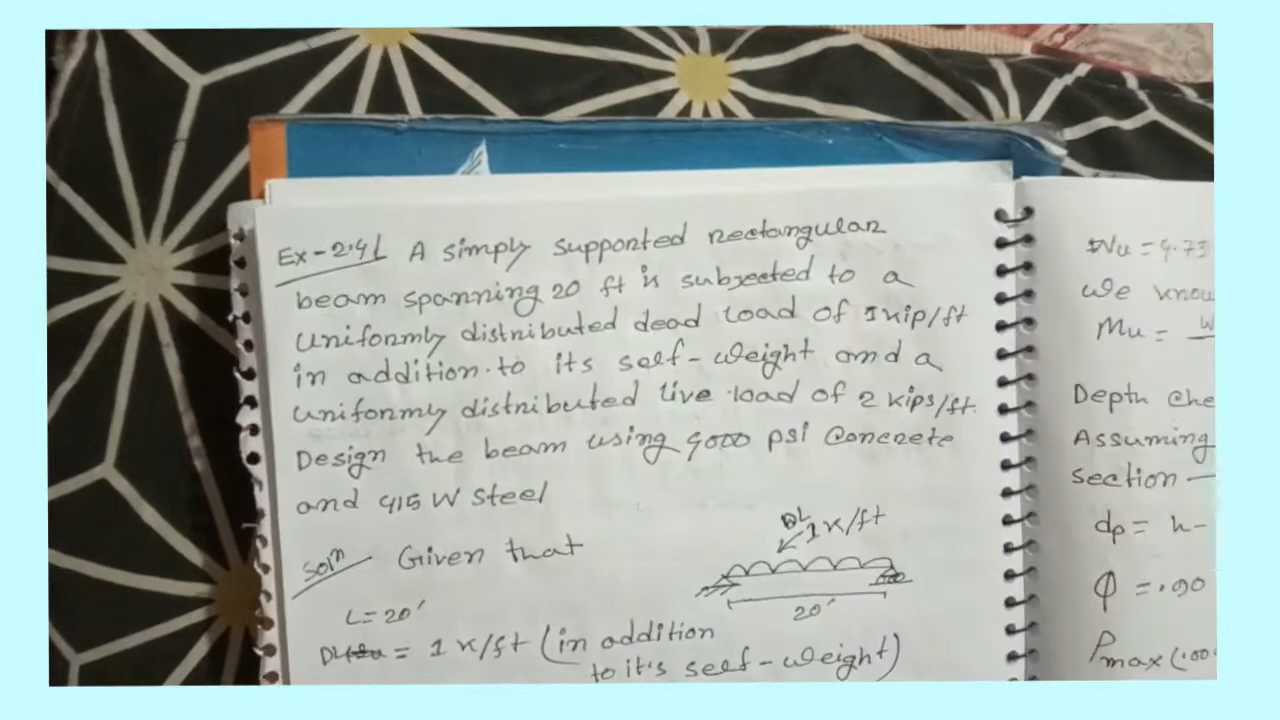 Ex-2.4L A simply supported rectangular
beam spanning 20 ft is subjected to a
uniformly distributed dead load of 1kip/ft
in addition to its self-weight and a
uniformly distributed live load of 2 kips/ft.
Design the beam using 4000 psi concrete
and 415 W steel
Soln Given that
DL
1k/ft
20'
L=20'
DL = 1 k/ft (in addition
to it's self-weight)
Wu = 4.73
we know
Mu =
Depth che
Assuming
section -
dp = h-
φ = .90
Pmax (.00